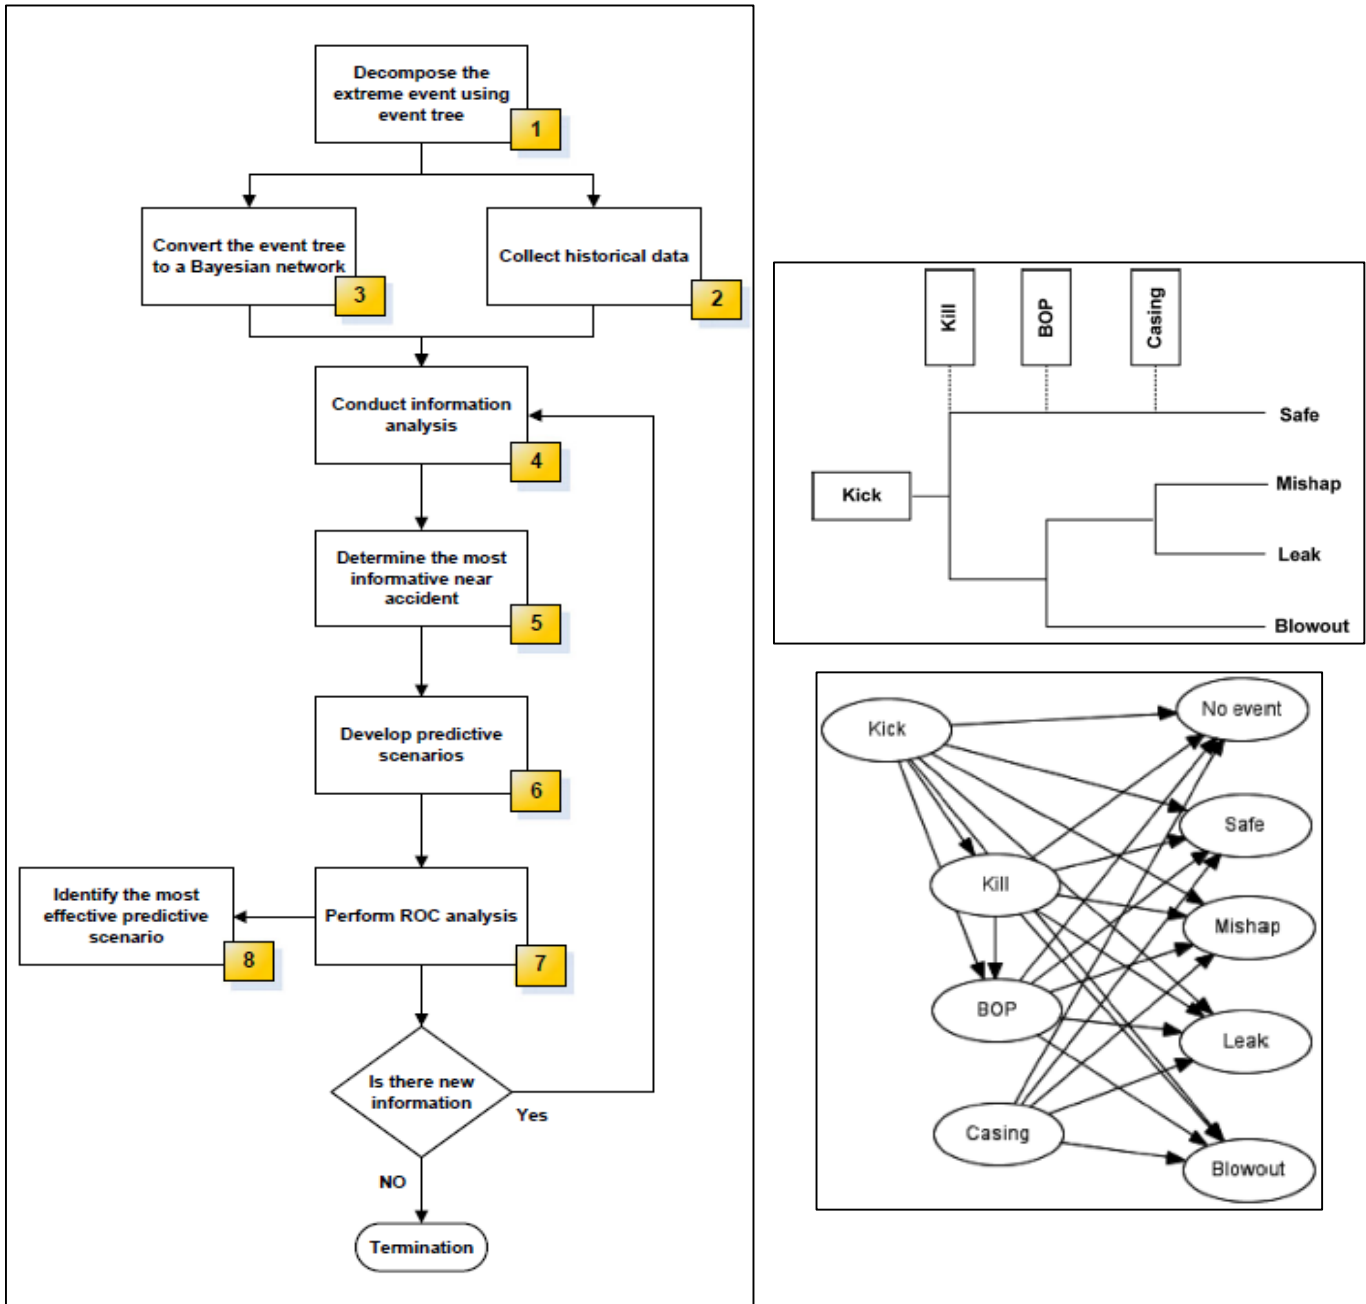 Decompose the
extreme event using
event tree
1
Convert the event tree
to a Bayesian network
3
Collect historical data
2
Conduct information
analysis
4
Determine the most
informative near
accident
5
Develop predictive
scenarios
6
Identify the most
effective predictive
scenario
8
Perform ROC analysis
7
Is there new
information
Yes
NO
Termination
Kill
BOP
Casing
Kick
Safe
Mishap
Leak
Blowout
Kick
No event
Safe
Kill
Mishap
BOP
Leak
Casing
Blowout